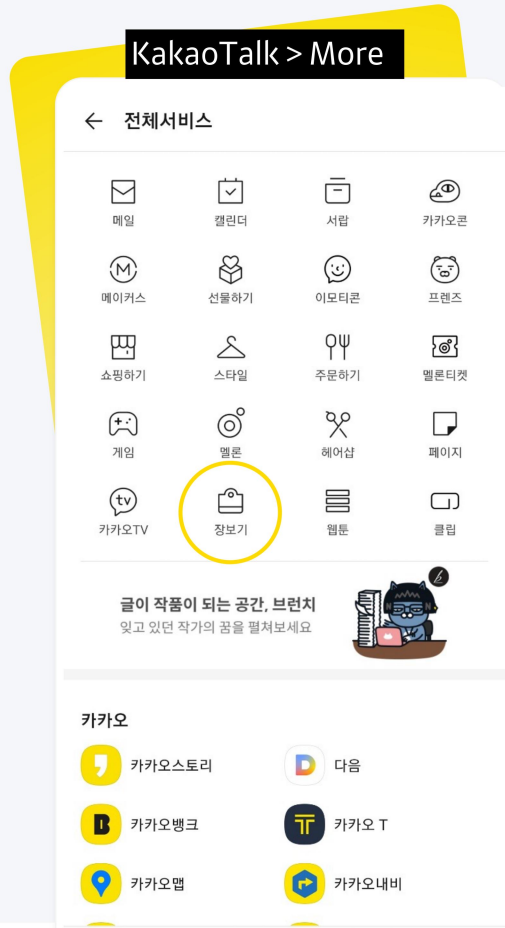 KakaoTalk > More
전체서비스
메일 캘린더 서랍 카카오콘
M
메이커스 선물하기 이모티콘 프렌즈
쇼핑하기 스타일 주문하기 멜론티켓
게임 멜론 헤어샵 페이지
tv
카카오TV 장보기 웹툰 클립
글이 작품이 되는 공간, 브런치
잊고 있던 작가의 꿈을 펼쳐보세요
b
N N
카카오
카카오스토리 D 다음
B 카카오뱅크 T 카카오 T
카카오맵 카카오내비